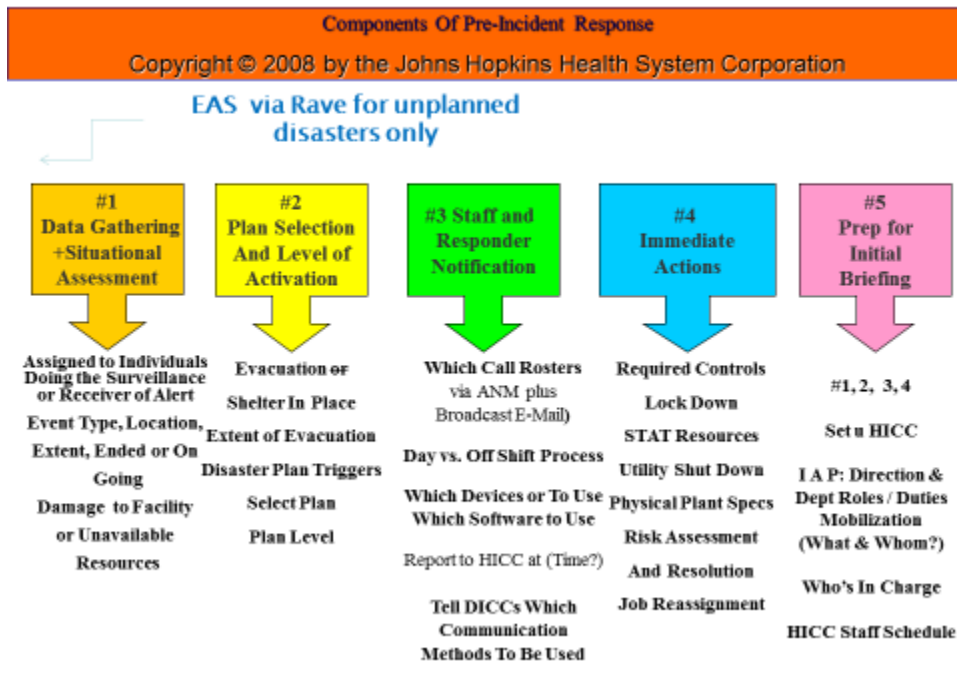 Components Of Pre-Incident Response
Copyright © 2008 by the Johns Hopkins Health System Corporation
EAS via Rave for unplanned
disasters only
#1
Data Gathering
+Situational
Assessment
Assigned to Individuals
Doing the Surveillance
or Receiver of Alert
Event Type, Location,
Extent, Ended or On
Going
Damage to Facility
or Unavailable
Resources
#2
Plan Selection
And Level of
Activation
Evacuation or
Shelter In Place
Extent of Evacuation
Disaster Plan Triggers
Select Plan
Plan Level
#3 Staff and
Responder
Notification
Which Call Rosters
via ANM plus
Broadcast E-Mail)
Day vs. Off Shift Process
Which Devices or To Use
Which Software to Use
Report to HICC at (Time?)
Tell DICCs Which
Communication
Methods To Be Used
#4
Immediate
Actions
Required Controls
Lock Down
STAT Resources
Utility Shut Down
Physical Plant Specs
Risk Assessment
And Resolution
Job Reassignment
#5
Prep for
Initial
Briefing
#1, 2, 3, 4
Set u HICC
I A P: Direction &
Dept Roles / Duties
Mobilization
(What & Whom?)
Who's In Charge
HICC Staff Schedule